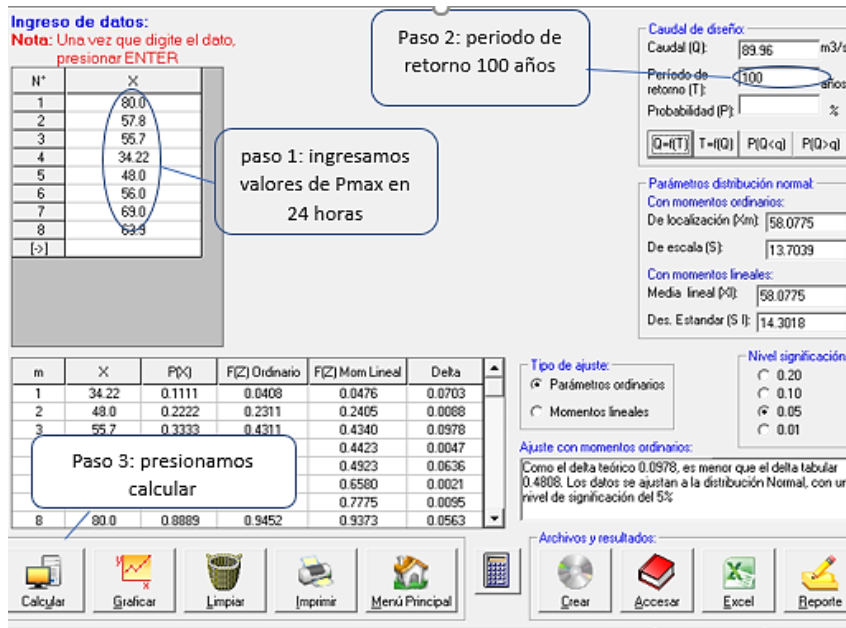 Ingreso de datos:
Nota: Una vez que digite el dato,
presionar ENTER
N° X
1 80.0
2 57.8
3 55.7
4 34.22
5 48.0
6 56.0
7 69.0
8 63.9
[->]
paso 1: ingresamos
valores de Pmax en
24 horas
Paso 2: periodo de
retorno 100 años
Caudal de diseño:
Caudal (Q): 89.96 m3/s
Período de
retorno (T): 100 años
Probabilidad (P): %
Q=f(T) T=f(Q) P(Q<q) P(Q>q)
Parámetros distribución normal:
Con momentos ordinarios:
De localización (Xm): 58.0775
De escala (S): 13.7039
Con momentos lineales:
Media lineal (Xl): 58.0775
Des. Estandar (S l): 14.3018
m X P(X) F(Z) Ordinario F(Z) Mom Lineal Delta
1 34.22 0.1111 0.0408 0.0476 0.0703
2 48.0 0.2222 0.2311 0.2405 0.0088
3 55.7 0.3333 0.4311 0.4340 0.0978
0.4423 0.0047
0.4923 0.0636
0.6580 0.0021
0.7775 0.0095
8 80.0 0.8889 0.9452 0.9373 0.0563
Paso 3: presionamos
calcular
Tipo de ajuste:
Parámetros ordinarios
Momentos lineales
Nivel significación
0.20
0.10
0.05
0.01
Ajuste con momentos ordinarios:
Como el delta teórico 0.0978, es menor que el delta tabular
0.4808. Los datos se ajustan a la distribución Normal, con un
nivel de significación del 5%
Calcular Graficar Limpiar Imprimir Menú Principal
Archivos y resultados:
Crear Accesar Excel Reporte